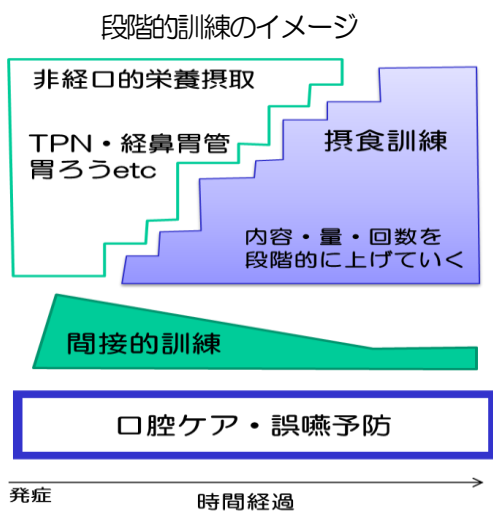 段階的訓練のイメージ
非経口的栄養摂取
TPN・経鼻胃管
胃ろうetc
摂食訓練
内容・量・回数を
段階的に上げていく
間接的訓練
口腔ケア・誤嚥予防
発症
時間経過